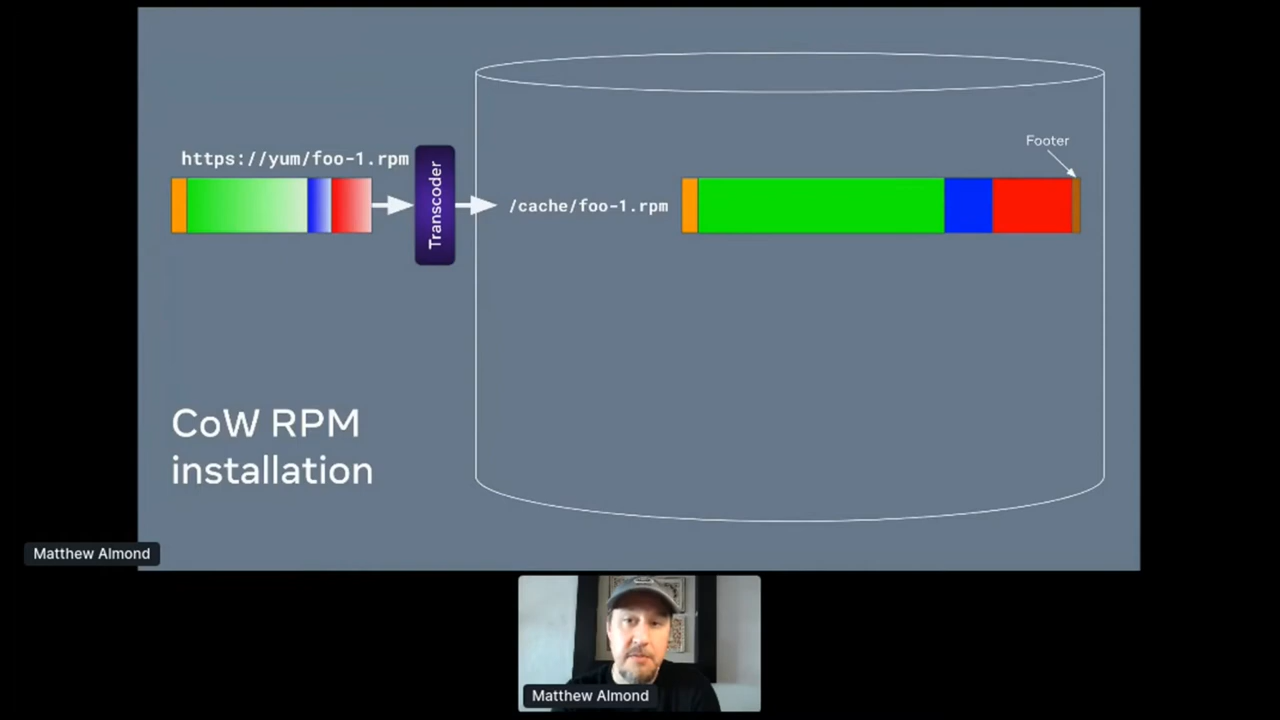 Footer
https://yum/foo-1.rpm
Transcoder
/cache/foo-1.rpm
CoW RPM
installation
Matthew Almond
Matthew Almond